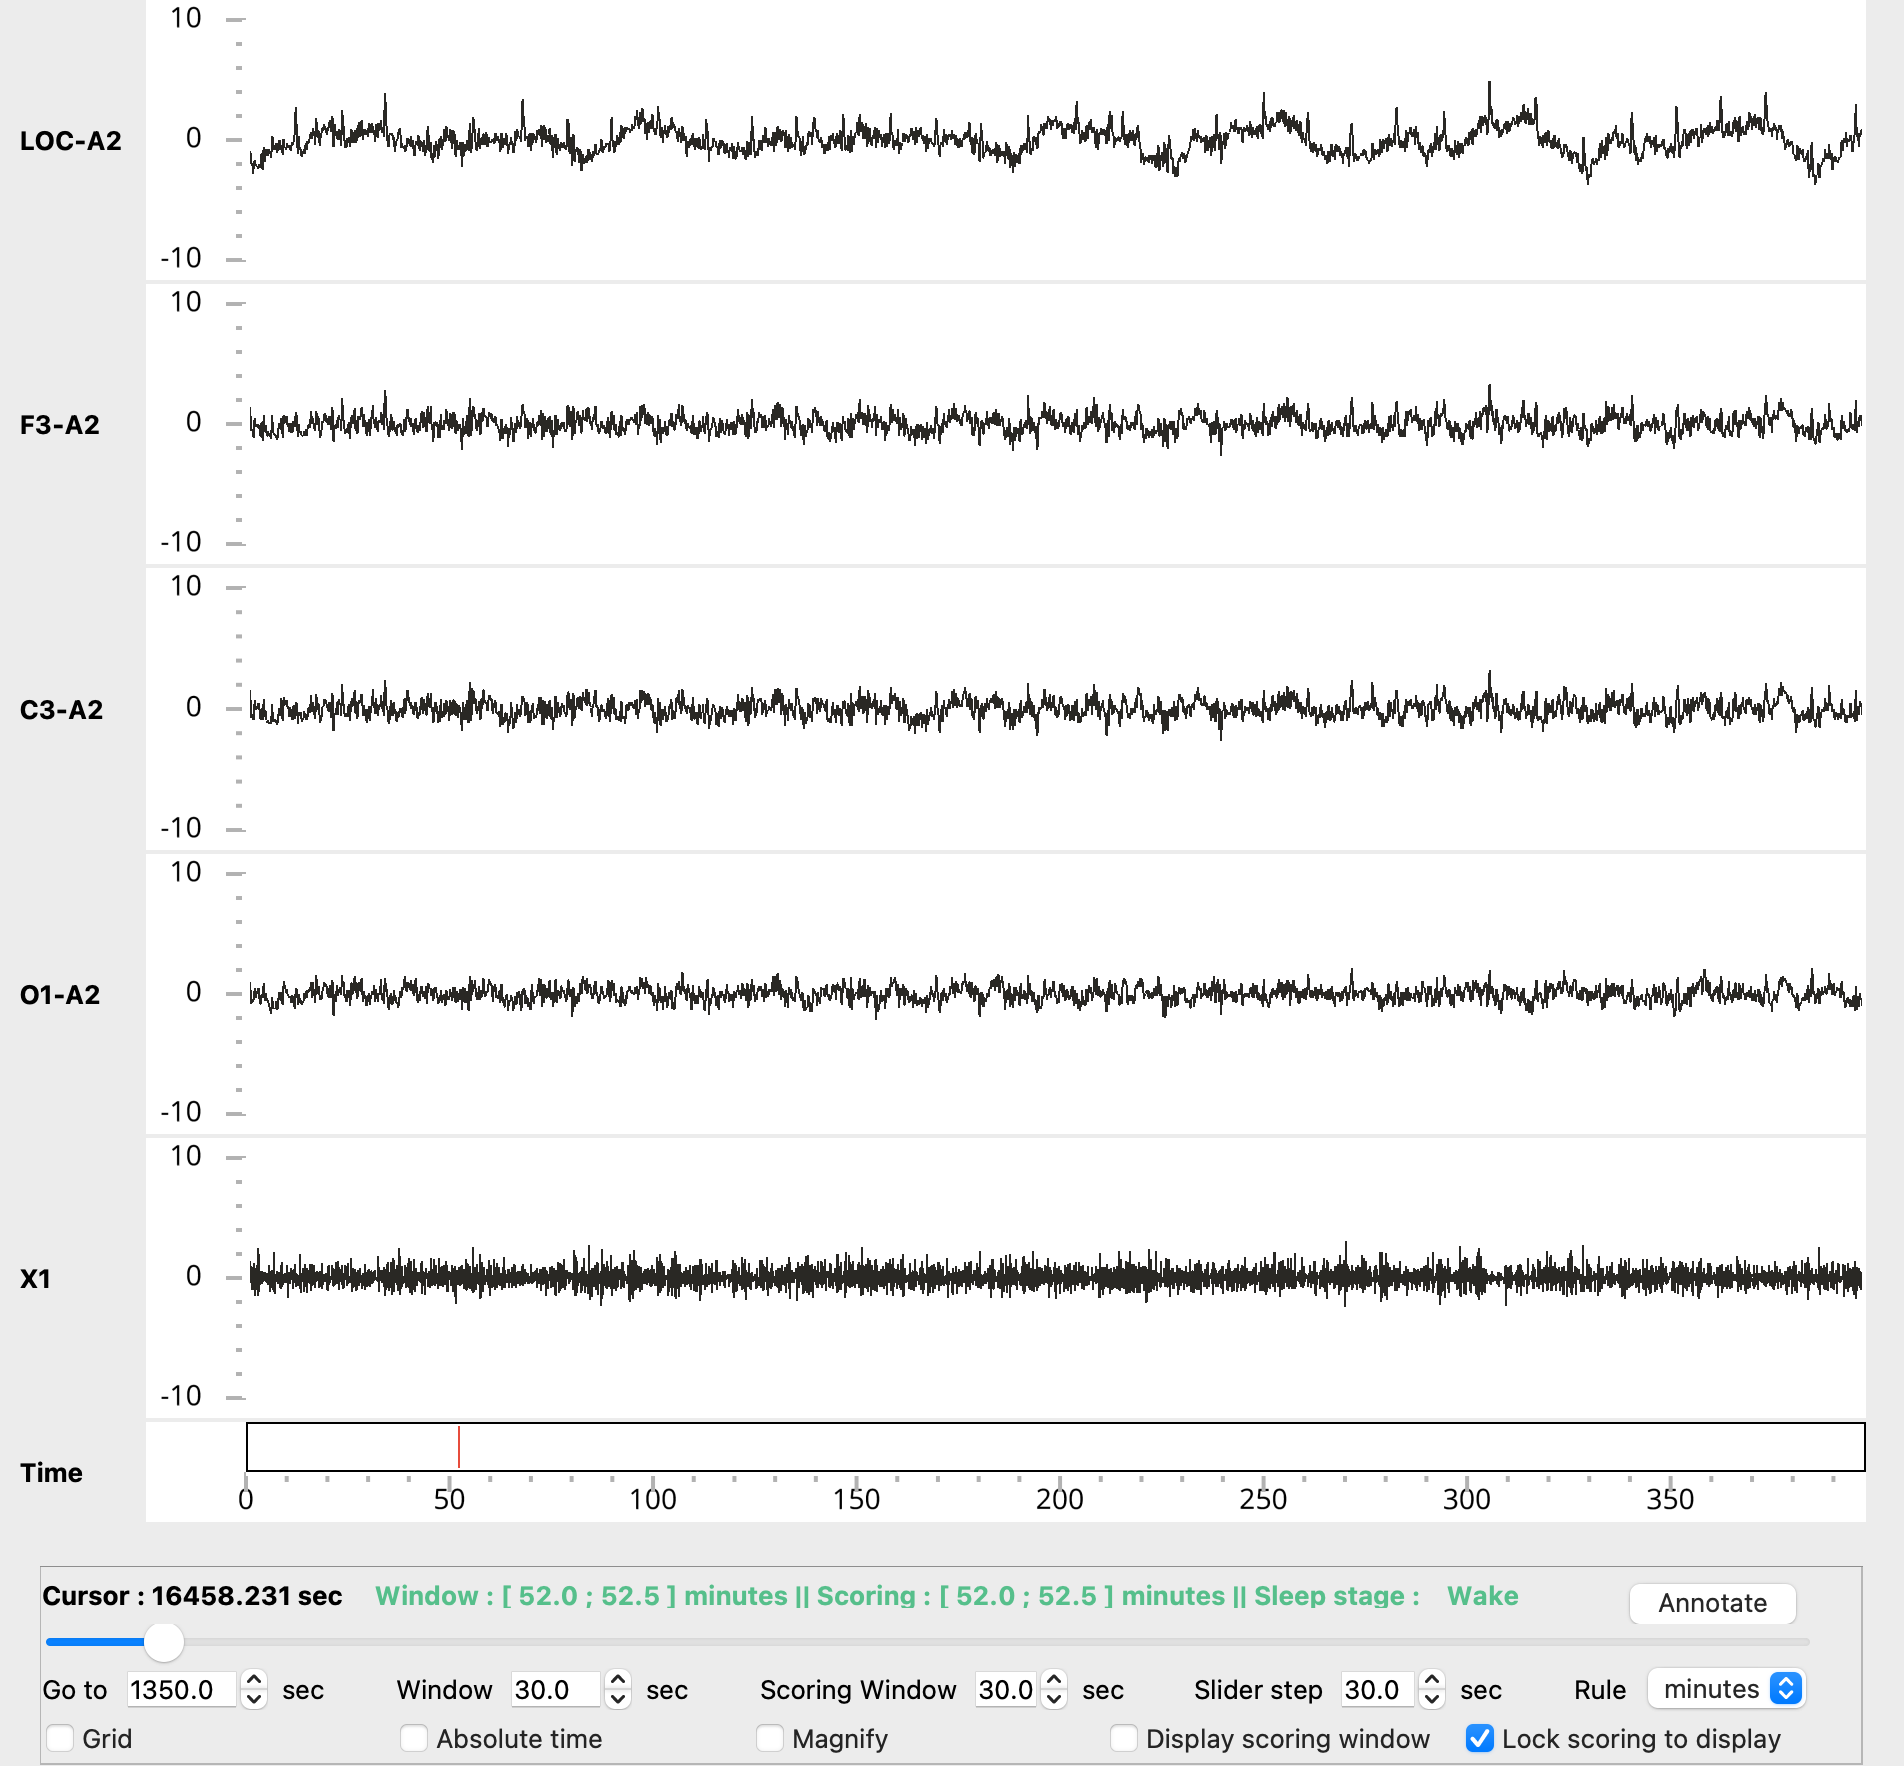 10
LOC-A2
0
-10
10
F3-A2
0
-10
10
C3-A2
0
-10
10
O1-A2
0
-10
10
X1
0
-10
Time
0 50 100 150 200 250 300 350
Cursor : 16458.231 sec Window : [ 52.0 ; 52.5 ] minutes || Scoring : [ 52.0 ; 52.5 ] minutes || Sleep stage : Wake Annotate
Go to 1350.0 sec Window 30.0 sec Scoring Window 30.0 sec Slider step 30.0 sec Rule minutes
Grid Absolute time Magnify Display scoring window Lock scoring to display